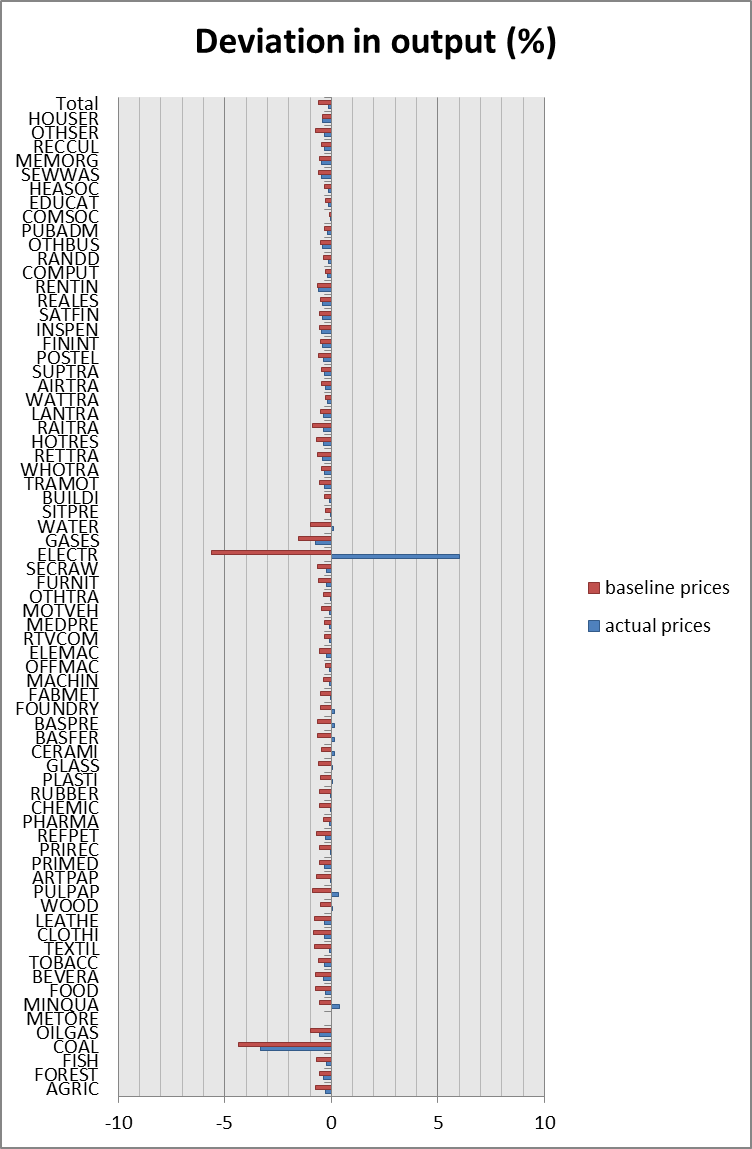 Deviation in output (%)
Total
HOUSER
OTHSER
RECCUL
MEMORG
SEWWAS
HEASOC
EDUCAT
COMSOC
PUBADM
OTHBUS
RANDD
COMPUT
RENTIN
REALES
SATFIN
INSPEN
FININT
POSTEL
SUPTRA
AIRTRA
WATTRA
LANTRA
RAITRA
HOTRES
RETTRA
WHOTRA
TRAMOT
BUILDI
SITPRE
WATER
GASES
ELECTR
SECRAW
FURNIT
OTHTRA
MOTVEH
MEDPRE
RTVCOM
ELEMAC
OFFMAC
MACHIN
FABMET
FOUNDRY
BASPRE
BASFER
CERAMI
GLASS
PLASTI
RUBBER
CHEMIC
PHARMA
REFPET
PRIREC
PRIMED
ARTPAP
PULPAP
WOOD
LEATHE
CLOTHI
TEXTIL
TOBACC
BEVERA
FOOD
MINQUA
METORE
OILGAS
COAL
FISH
FOREST
AGRIC
-10 -5 0 5 10
baseline prices
actual prices